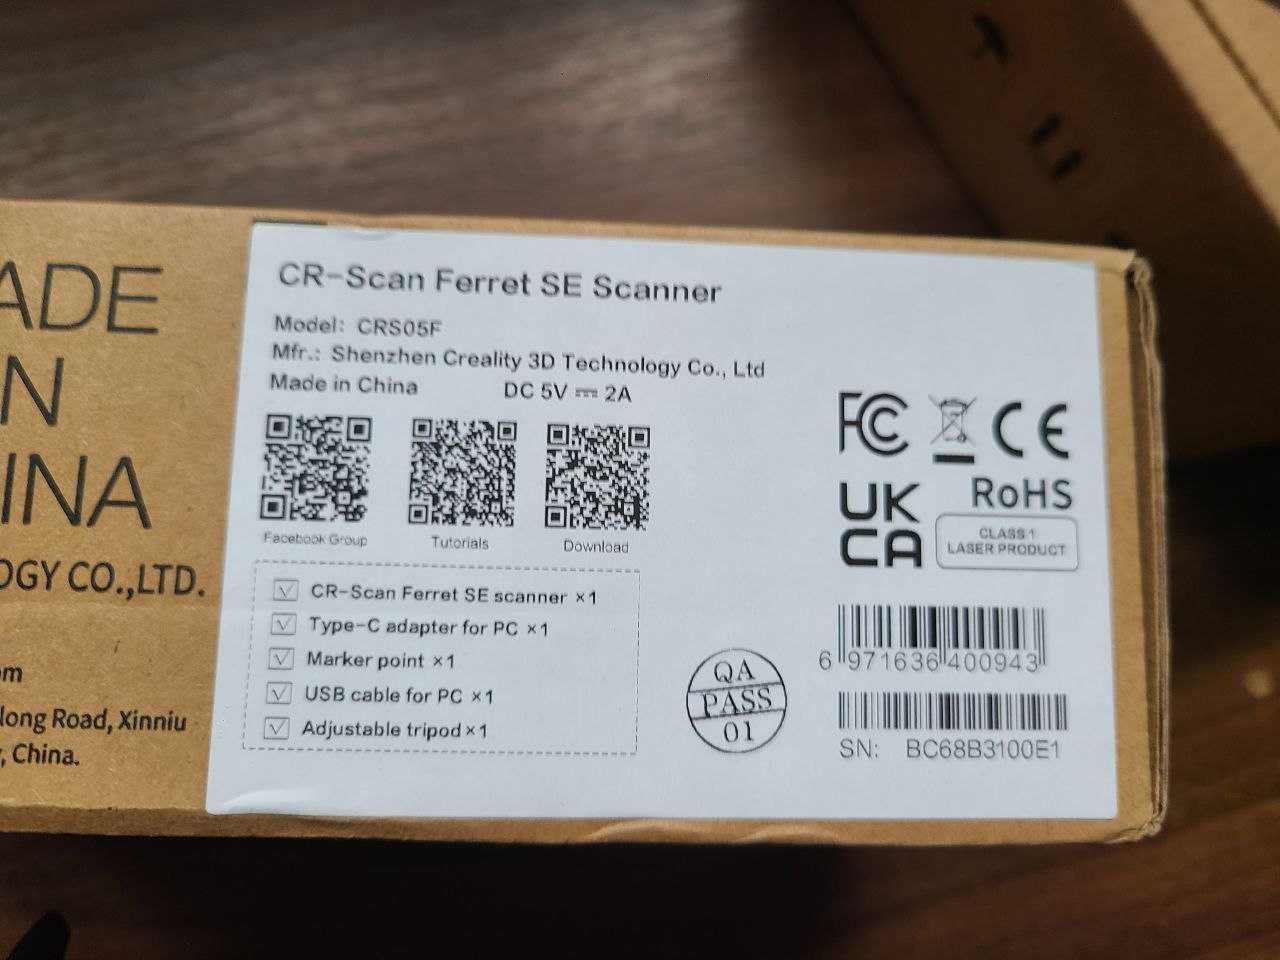 ADE
N
INA
OGY CO.,LTD.
om
long Road, Xinniu
, China.
CR-Scan Ferret SE Scanner
Model: CRS05F
Mfr.: Shenzhen Creality 3D Technology Co., Ltd
Made in China DC 5V ⎓ 2A
Facebook Group
Tutorials
Download
CR-Scan Ferret SE scanner ×1
Type-C adapter for PC ×1
Marker point ×1
USB cable for PC ×1
Adjustable tripod ×1
QA
PASS
01
FC CE
UK
CA
RoHS
CLASS 1
LASER PRODUCT
6 971636 400943
SN: BC68B3100E1